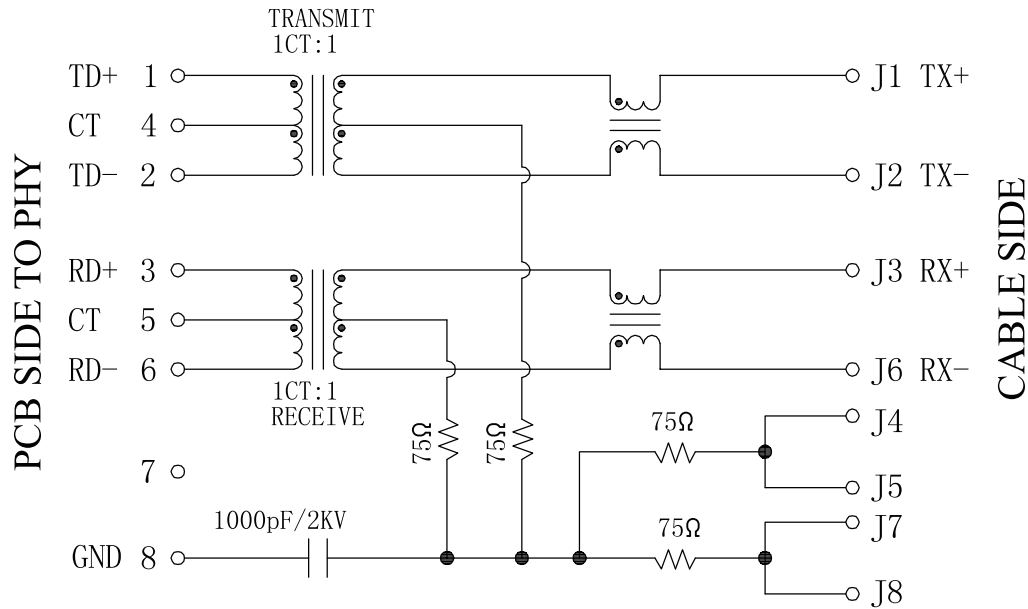 TRANSMIT
1CT:1
TD+ 1
CT 4
TD- 2
J1 TX+
J2 TX-
PCB SIDE TO PHY
CABLE SIDE
RD+ 3
CT 5
RD- 6
J3 RX+
J6 RX-
1CT:1
RECEIVE
75Ω
75Ω
75Ω
J4
J5
7
1000pF/2KV
GND 8
75Ω
J7
J8